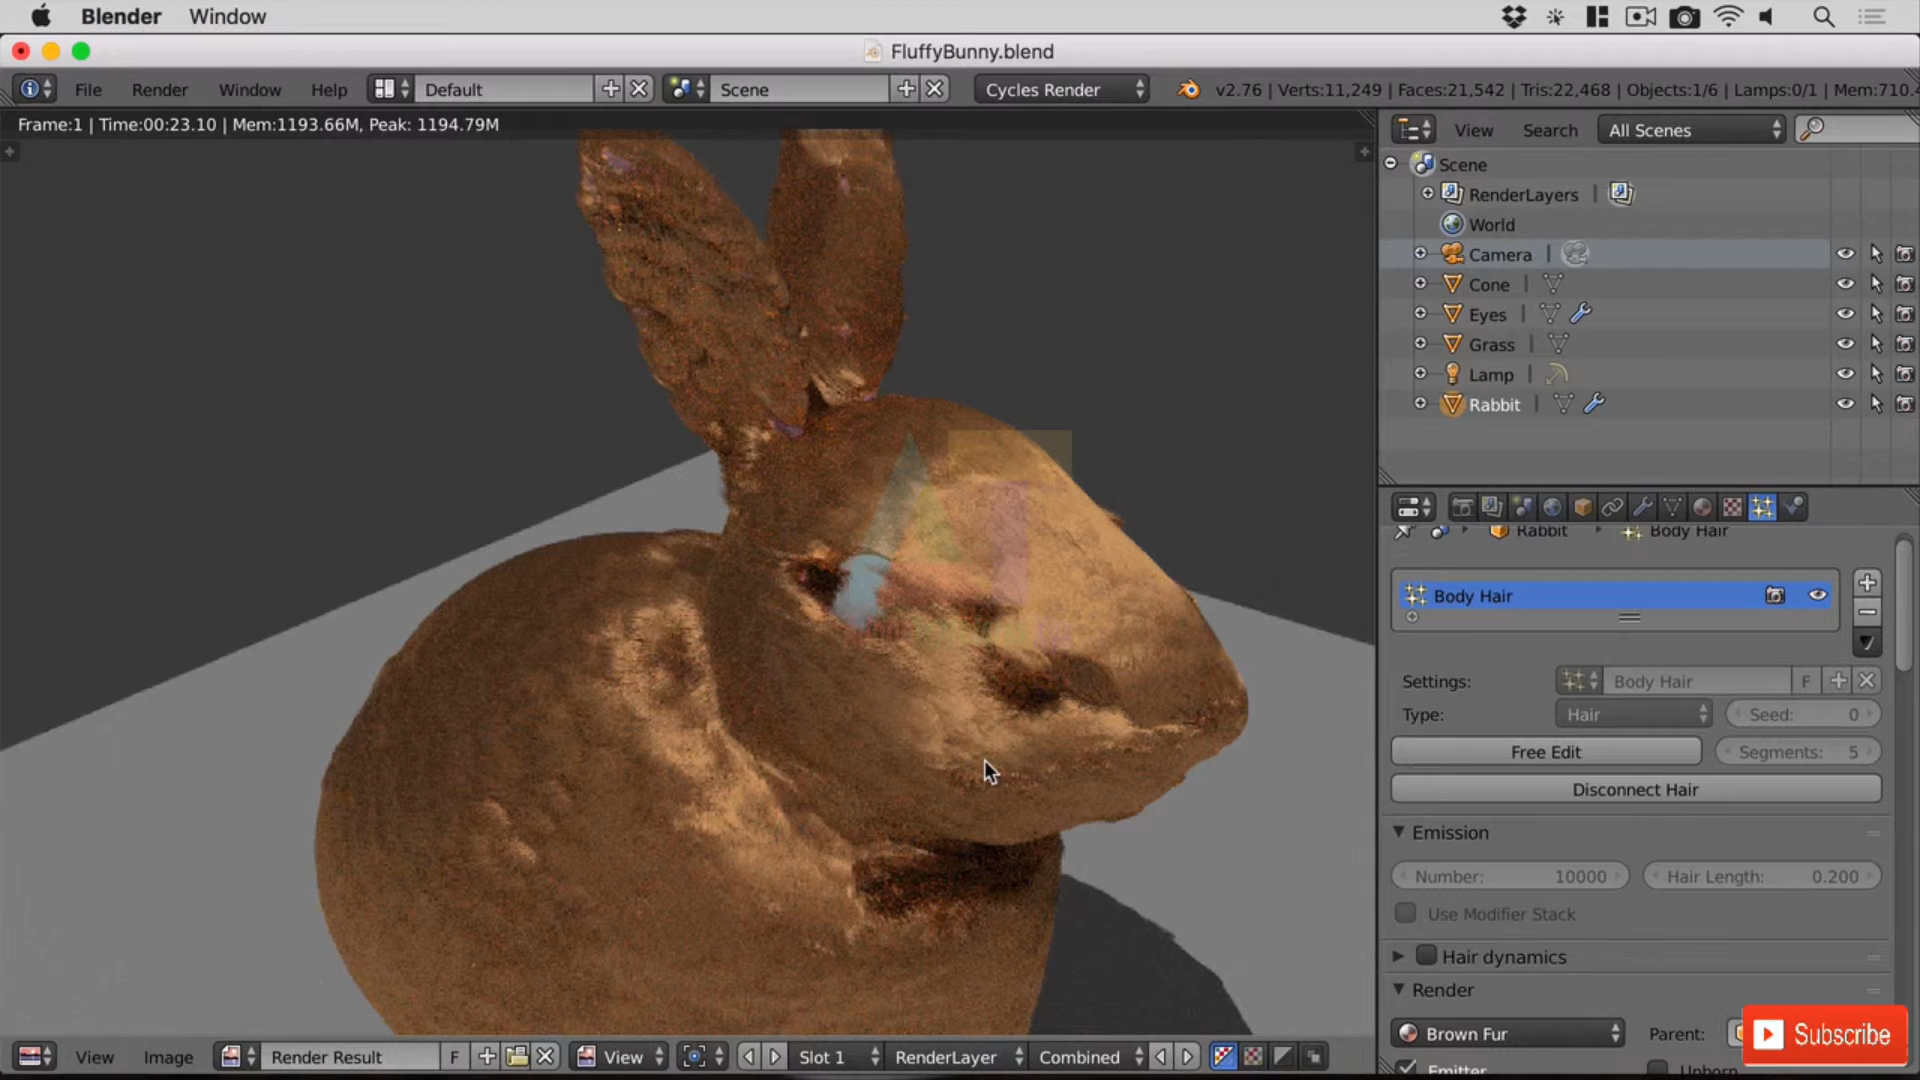 Blender Window
FluffyBunny.blend
File Render Window Help Default Scene Cycles Render v2.76 | Verts:11,249 | Faces:21,542 | Tris:22,468 | Objects:1/6 | Lamps:0/1 | Mem:710.4
Frame:1 | Time:00:23.10 | Mem:1193.66M, Peak: 1194.79M
View Search All Scenes
Scene
RenderLayers |
World
Camera |
Cone |
Eyes |
Grass |
Lamp |
Rabbit |
Rabbit Body Hair
Body Hair
Settings: Body Hair F
Type: Hair Seed: 0
Free Edit Segments: 5
Disconnect Hair
Emission
Number: 10000 Hair Length: 0.200
Use Modifier Stack
Hair dynamics
Render
Brown Fur Parent:
Emitter Unborn
Subscribe
View Image Render Result F View Slot 1 RenderLayer Combined